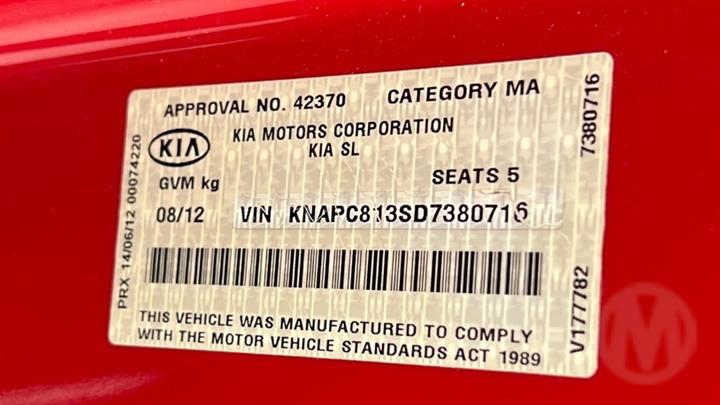 APPROVAL NO. 42370 CATEGORY MA
KIA
KIA MOTORS CORPORATION
KIA SL
GVM kg SEATS 5
08/12 VIN KNAPC813SD7380716
THIS VEHICLE WAS MANUFACTURED TO COMPLY
WITH THE MOTOR VEHICLE STANDARDS ACT 1989
PRX 14/06/12 00074220
7380716
V177782
M